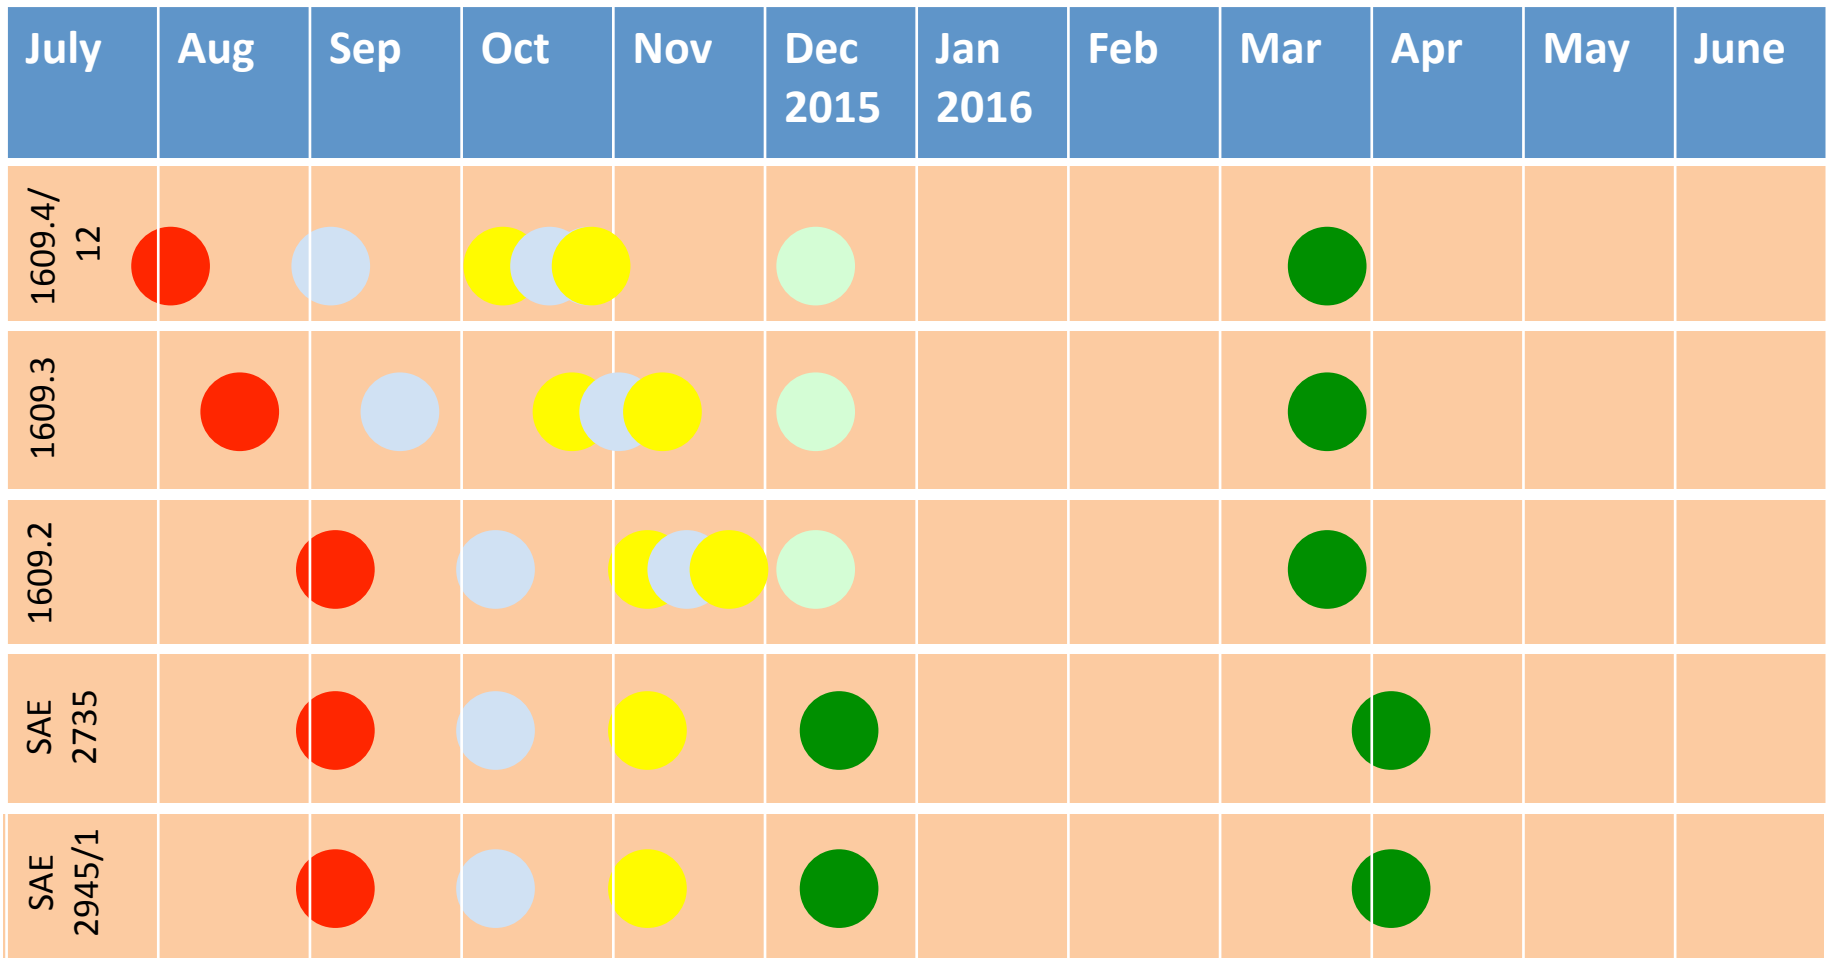 July
Aug
Sep
Oct
Nov
Dec
2015
Jan
2016
Feb
Mar
Apr
May
June
1609.4/
12
1609.3
1609.2
SAE
2735
SAE
2945/1